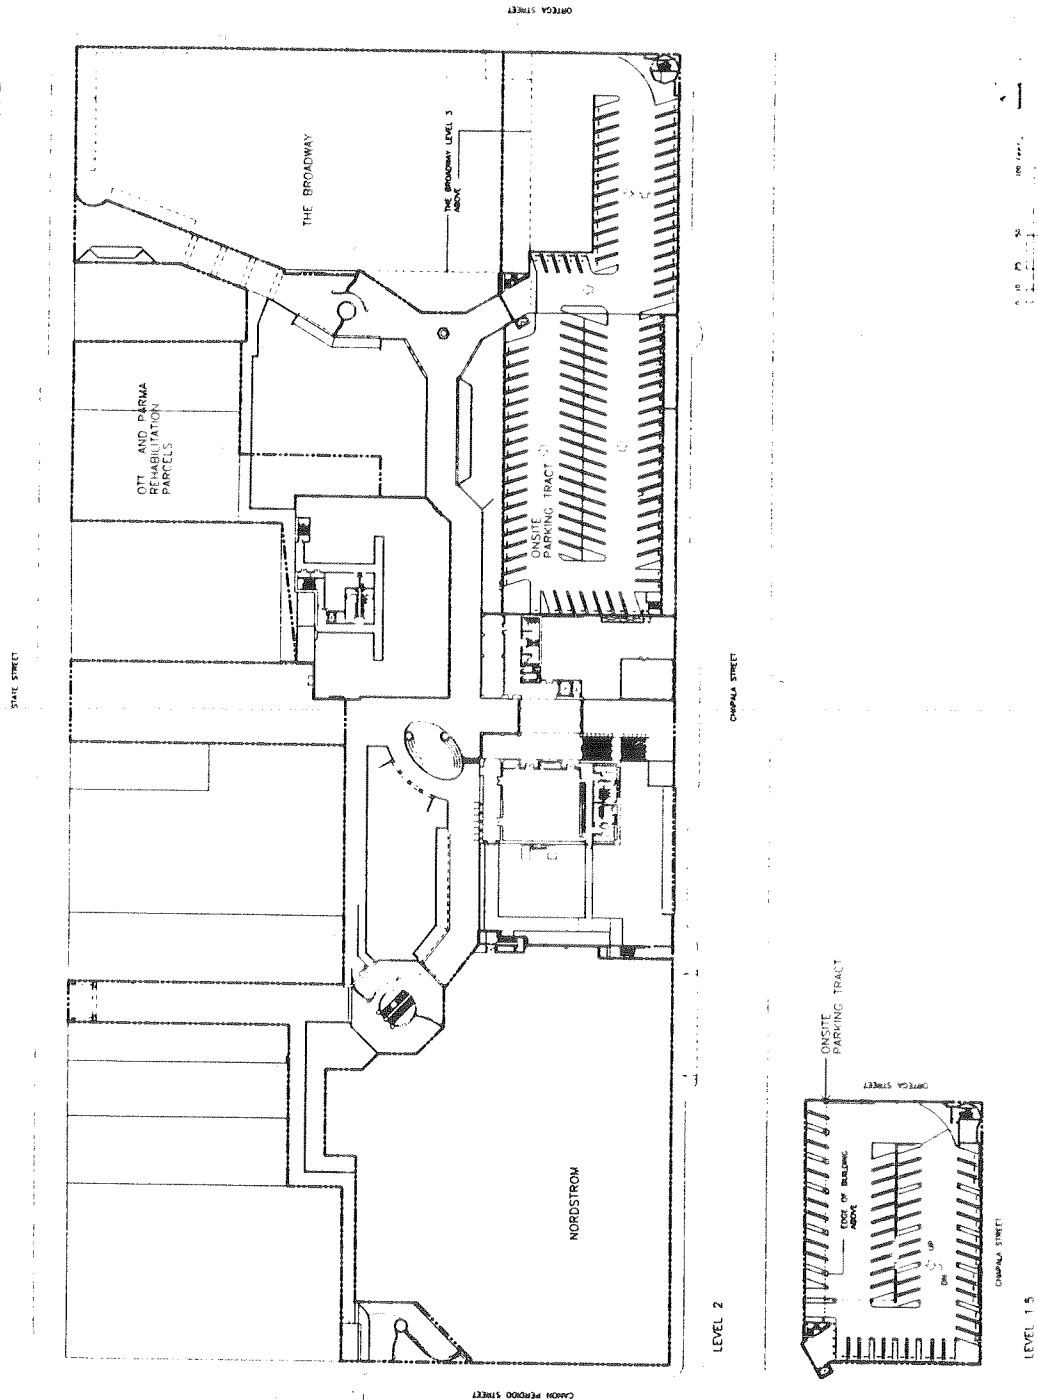 ORTEGA STREET
THE BROADWAY
THE BROADWAY LEVEL 3
ABOVE
OTT AND PARMA
REHABILITATION
PARCELS
ONSITE
PARKING TRACT
STATE STREET
CHAPALA STREET
NORDSTROM
CANON PERDIDO STREET
LEVEL 2
ONSITE
PARKING TRACT
ORTEGA STREET
EDGE OF BUILDING
ABOVE
UP
DN
CHAPALA STREET
LEVEL 1.5